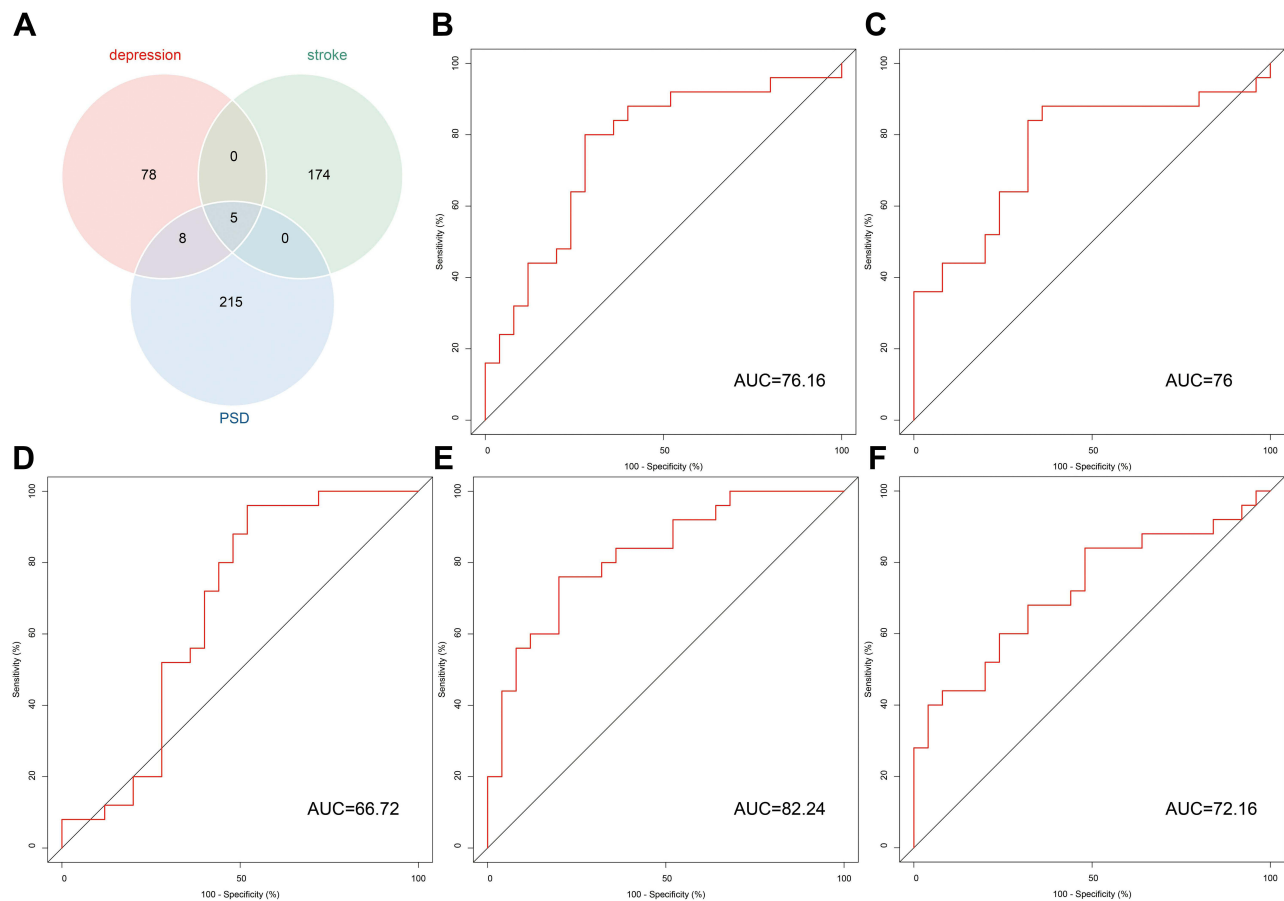 A
depression
stroke
78
0
174
5
8
0
215
PSD
B
Sensitivity (%)
100
80
60
40
20
0
AUC=76.16
0
50
100
100 - Specificity (%)
C
Sensitivity (%)
100
80
60
40
20
0
AUC=76
0
50
100
100 - Specificity (%)
D
Sensitivity (%)
100
80
60
40
20
0
AUC=66.72
0
50
100
100 - Specificity (%)
E
Sensitivity (%)
100
80
60
40
20
0
AUC=82.24
0
50
100
100 - Specificity (%)
F
Sensitivity (%)
100
80
60
40
20
0
AUC=72.16
0
50
100
100 - Specificity (%)